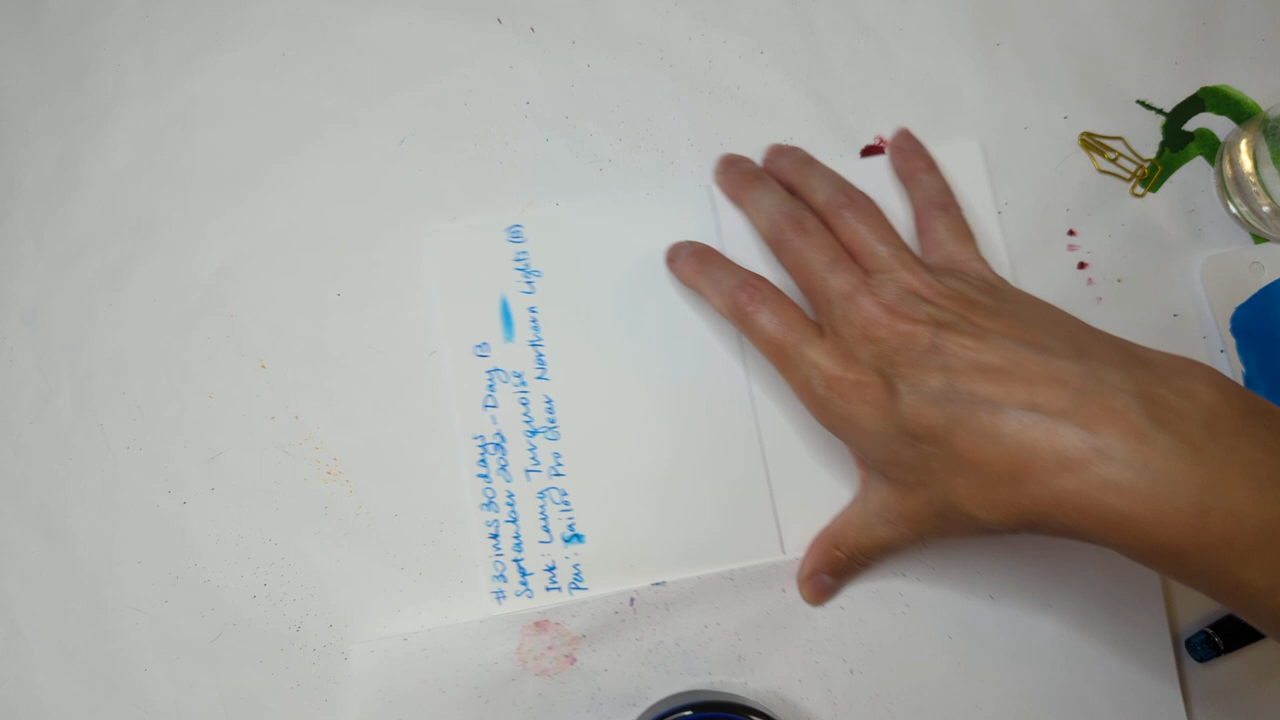 #30inks30days
September 2022 - Day 13
Ink: Lamy Turquoise
Pen: Sailor Pro Gear Northern Lights (B)